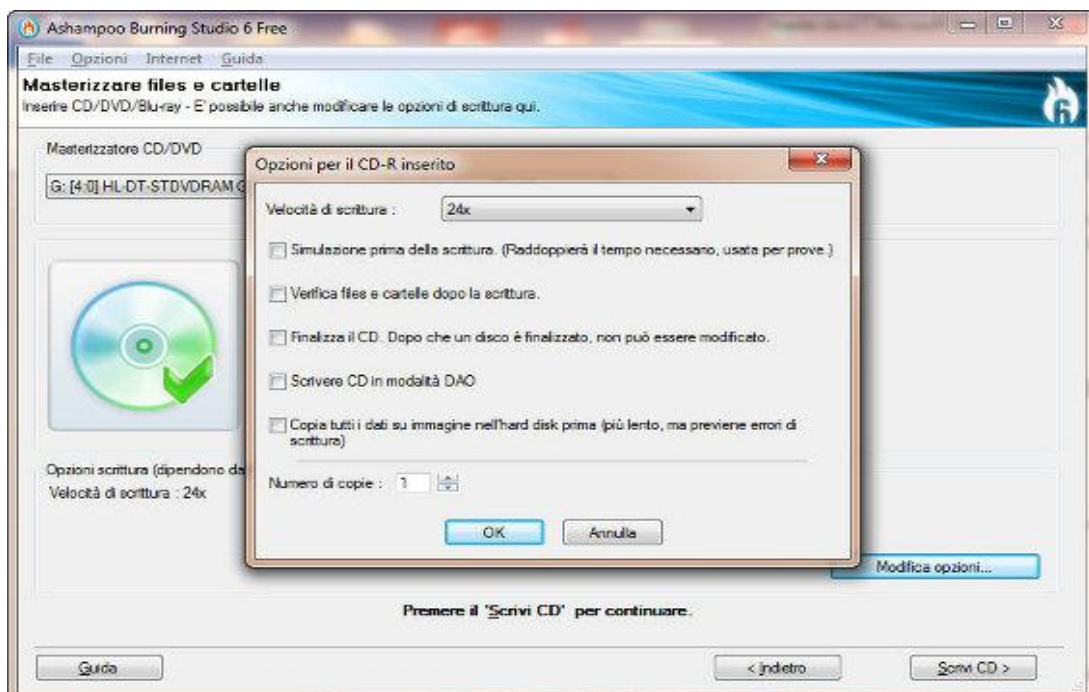 Ashampoo Burning Studio 6 Free
File Opzioni Internet Guida
Masterizzare files e cartelle
Inserire CD/DVD/Blu-ray - E' possibile anche modificare le opzioni di scrittura qui.
Masterizzatore CD/DVD
G: [4:0] HL-DT-STDVDRAM G
Opzioni per il CD-R inserito
Velocità di scrittura : 24x
Simulazione prima della scrittura. (Raddoppierà il tempo necessario, usata per prove.)
Verifica files e cartelle dopo la scrittura.
Finalizza il CD. Dopo che un disco è finalizzato, non può essere modificato.
Scrivere CD in modalità DAO
Copia tutti i dati su immagine nell'hard disk prima (più lento, ma previene errori di
scrittura)
Numero di copie : 1
OK Annulla
Opzioni scrittura (dipendono da
Velocità di scrittura : 24x
Modifica opzioni...
Premere il 'Scrivi CD' per continuare.
Guida < Indietro Scrivi CD >